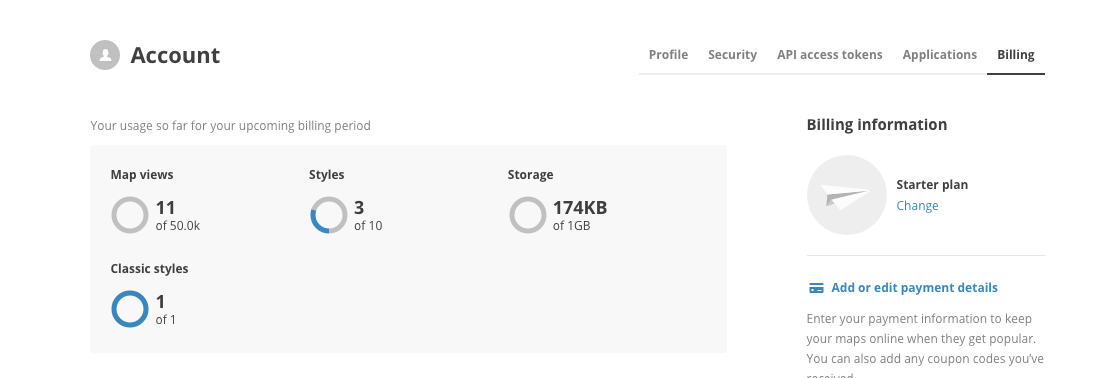 Account
Profile
Security
API access tokens
Applications
Billing
Your usage so far for your upcoming billing period
Map views
11
of 50.0k
Styles
3
of 10
Storage
174KB
of 1GB
Classic styles
1
of 1
Billing information
Starter plan
Change
Add or edit payment details
Enter your payment information to keep
your maps online when they get popular.
You can also add any coupon codes you've
received.